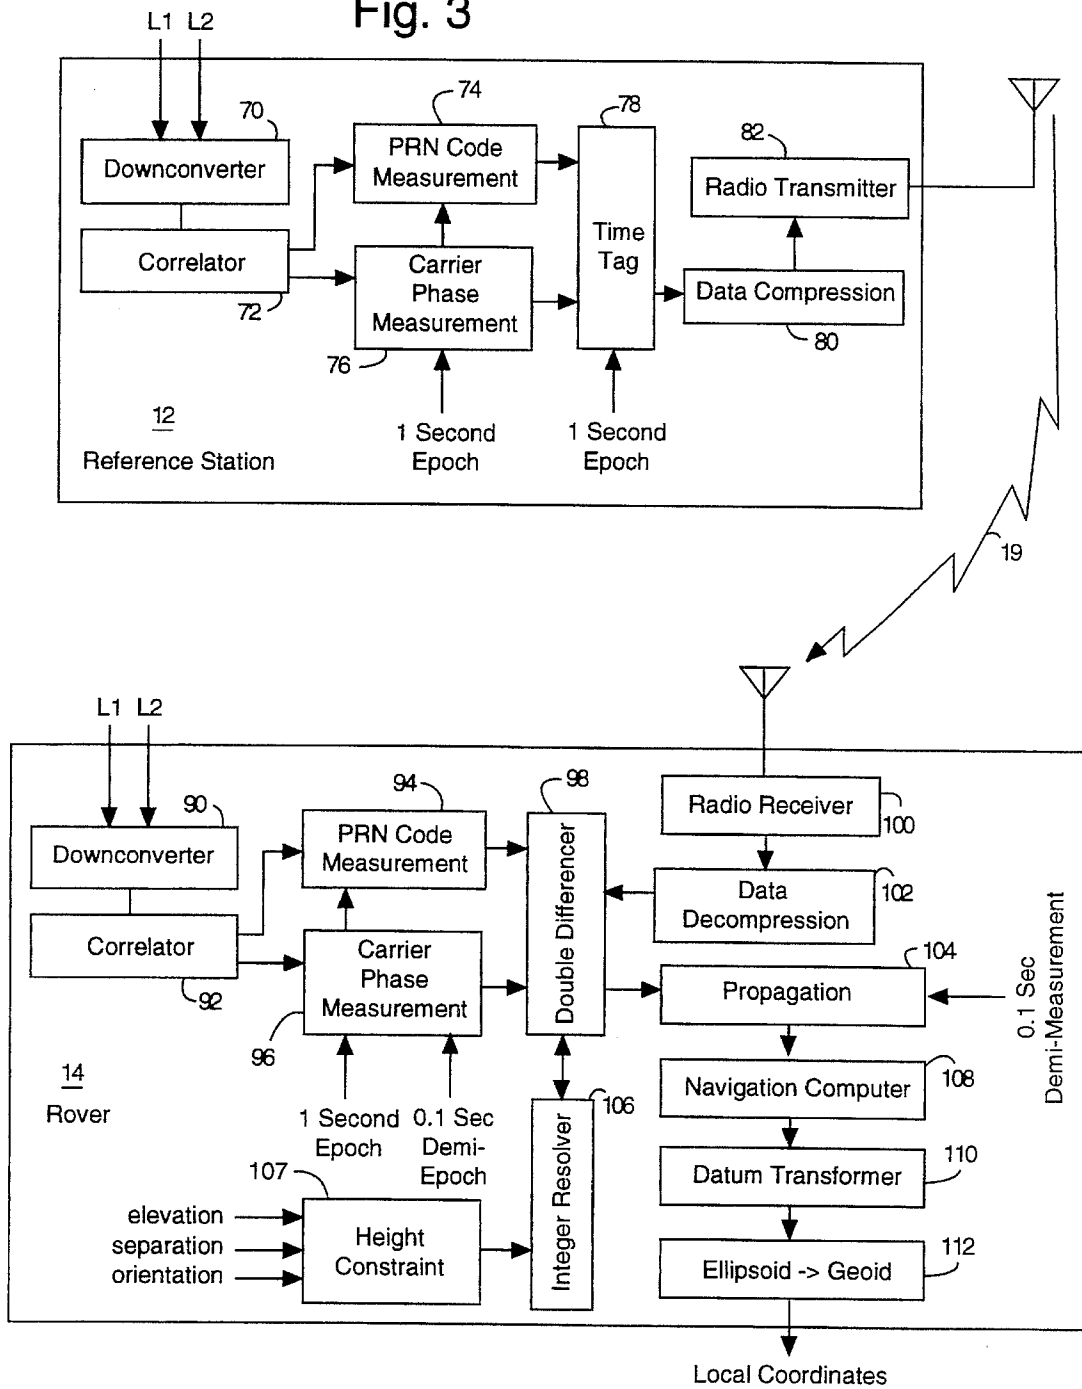 Fig. 3
L1 L2
70
Downconverter
74
PRN Code
Measurement
78
Time
Tag
82
Radio Transmitter
Correlator
72
Carrier
Phase
Measurement
76
Data Compression
80
1 Second
Epoch
1 Second
Epoch
12
Reference Station
19
L1 L2
90
Downconverter
94
PRN Code
Measurement
98
Double Differencer
Radio Receiver
100
Data
Decompression
102
Correlator
92
Carrier
Phase
Measurement
96
Propagation
104
0.1 Sec
Demi-Measurement
14
Rover
1 Second
Epoch
0.1 Sec
Demi-
Epoch
106
Integer Resolver
Navigation Computer
108
107
elevation
separation
orientation
Height
Constraint
Datum Transformer
110
Ellipsoid -> Geoid
112
Local Coordinates